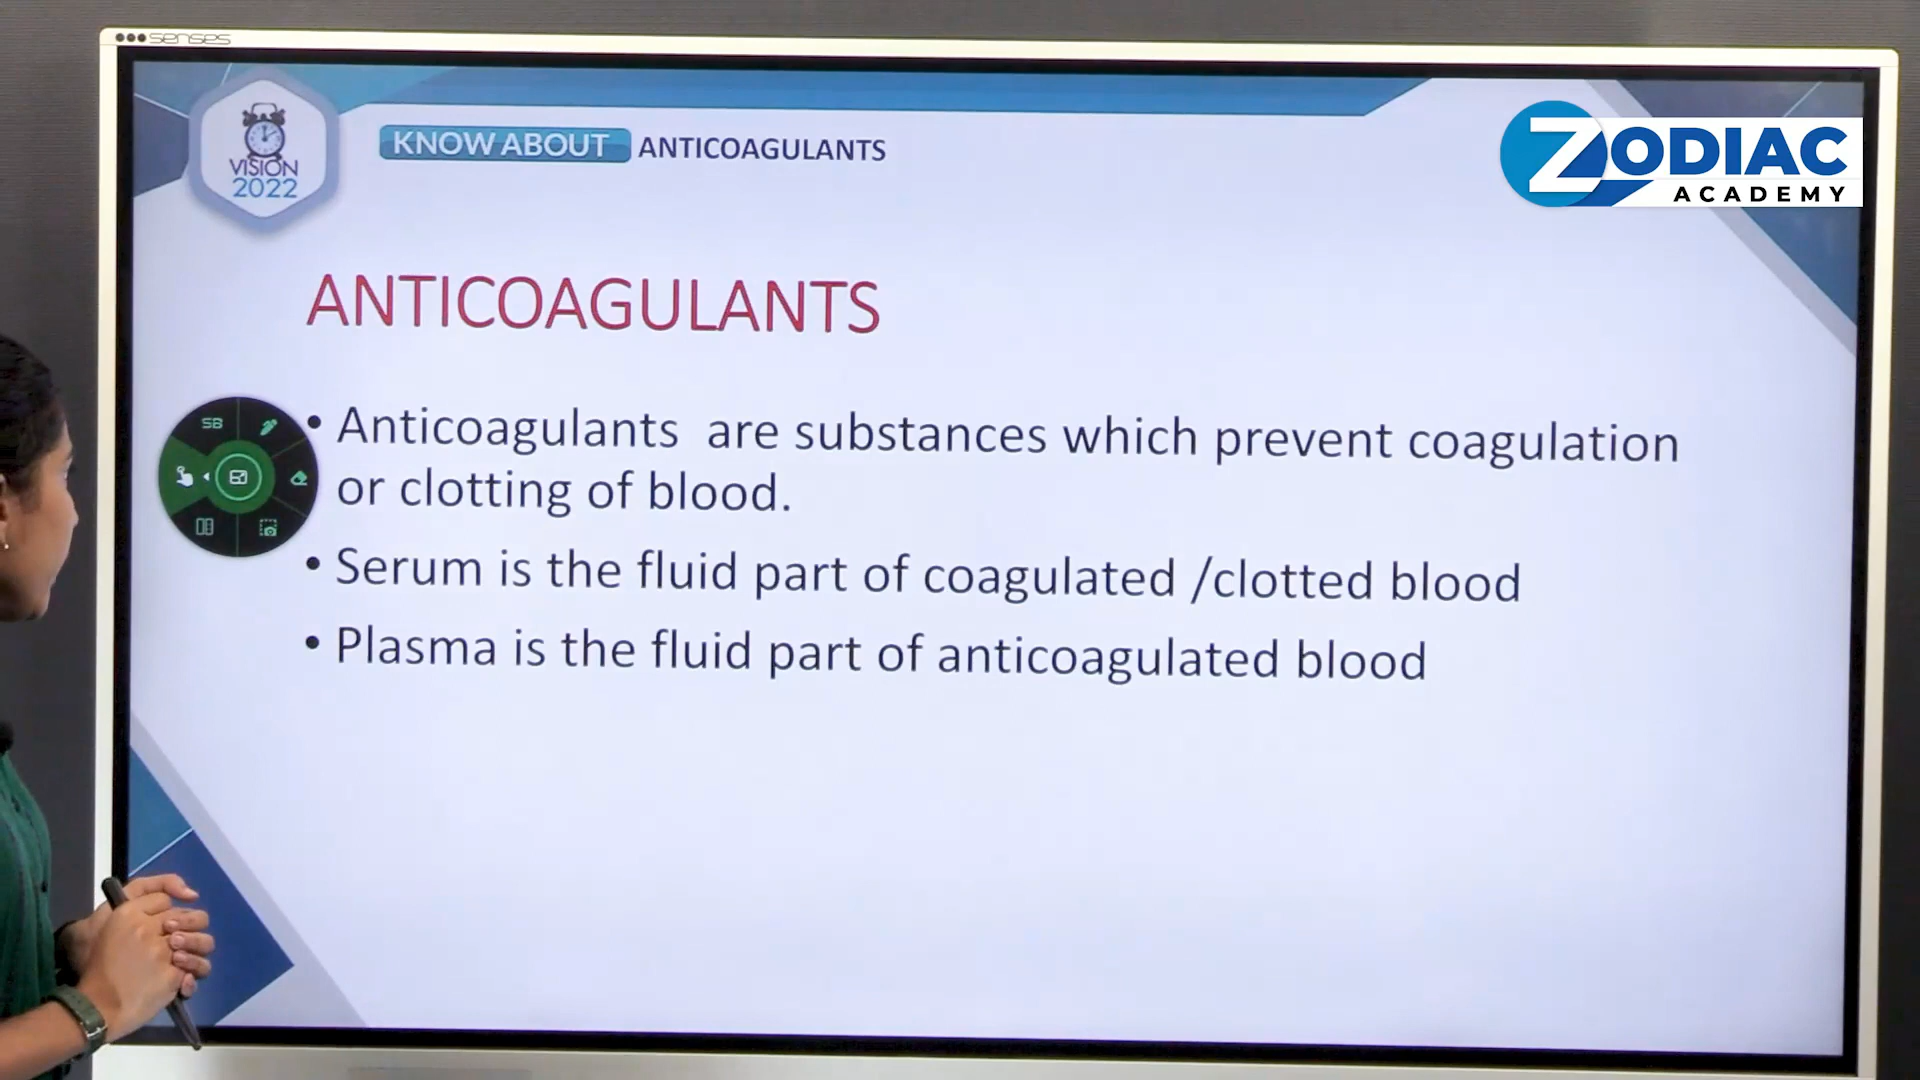 senses
VISION
2022
KNOW ABOUT ANTICOAGULANTS
ZODIAC
ACADEMY
ANTICOAGULANTS
SB
• Anticoagulants are substances which prevent coagulation
or clotting of blood.
• Serum is the fluid part of coagulated /clotted blood
• Plasma is the fluid part of anticoagulated blood